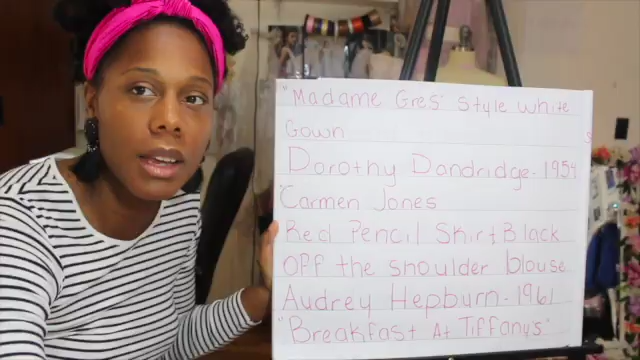 "Madame Gres' style white
Gown
Dorothy Dandridge - 1954
"Carmen Jones
Red Pencil Skirt Black
Off the shoulder blouse
Audrey Hepburn - 1961
"Breakfast At Tiffany's"